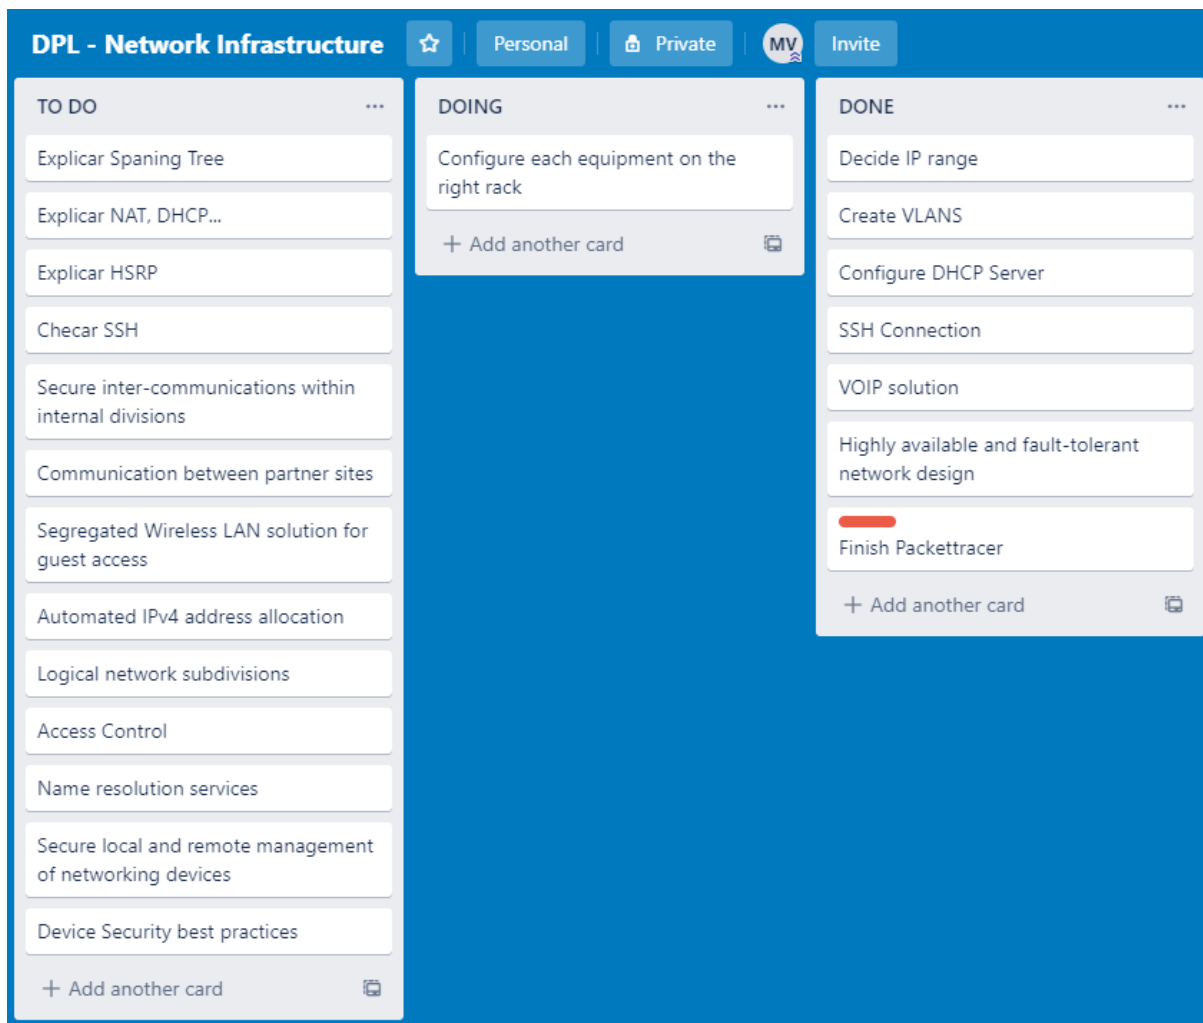 DPL - Network Infrastructure
Personal
Private
MV
Invite
TO DO
Explicar Spaning Tree
Explicar NAT, DHCP...
Explicar HSRP
Checar SSH
Secure inter-communications within
internal divisions
Communication between partner sites
Segregated Wireless LAN solution for
guest access
Automated IPv4 address allocation
Logical network subdivisions
Access Control
Name resolution services
Secure local and remote management
of networking devices
Device Security best practices
+ Add another card
DOING
Configure each equipment on the
right rack
+ Add another card
DONE
Decide IP range
Create VLANS
Configure DHCP Server
SSH Connection
VOIP solution
Highly available and fault-tolerant
network design
Finish Packettracer
+ Add another card